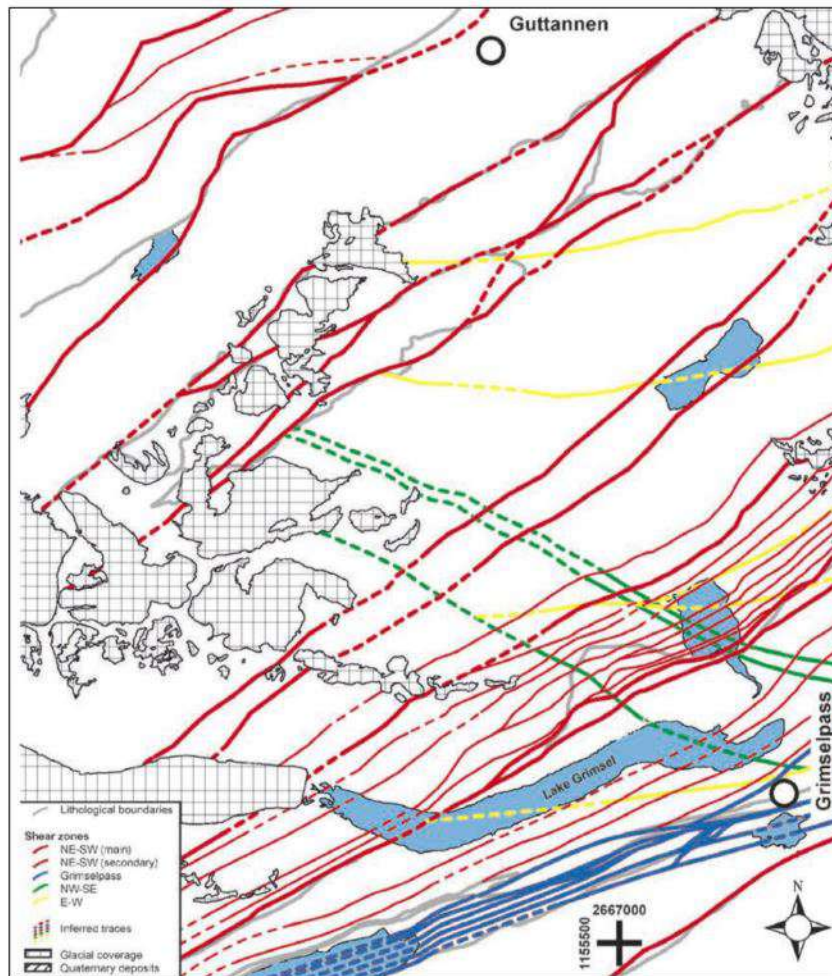 Guttannen
Lake Grimsel
Grimselpass
Lithological boundaries
Shear zones
NE-SW (main)
NE-SW (secondary)
Grimselpass
NW-SE
E-W
Inferred traces
Glacial coverage
Quaternary deposits
2667000
1155500
N